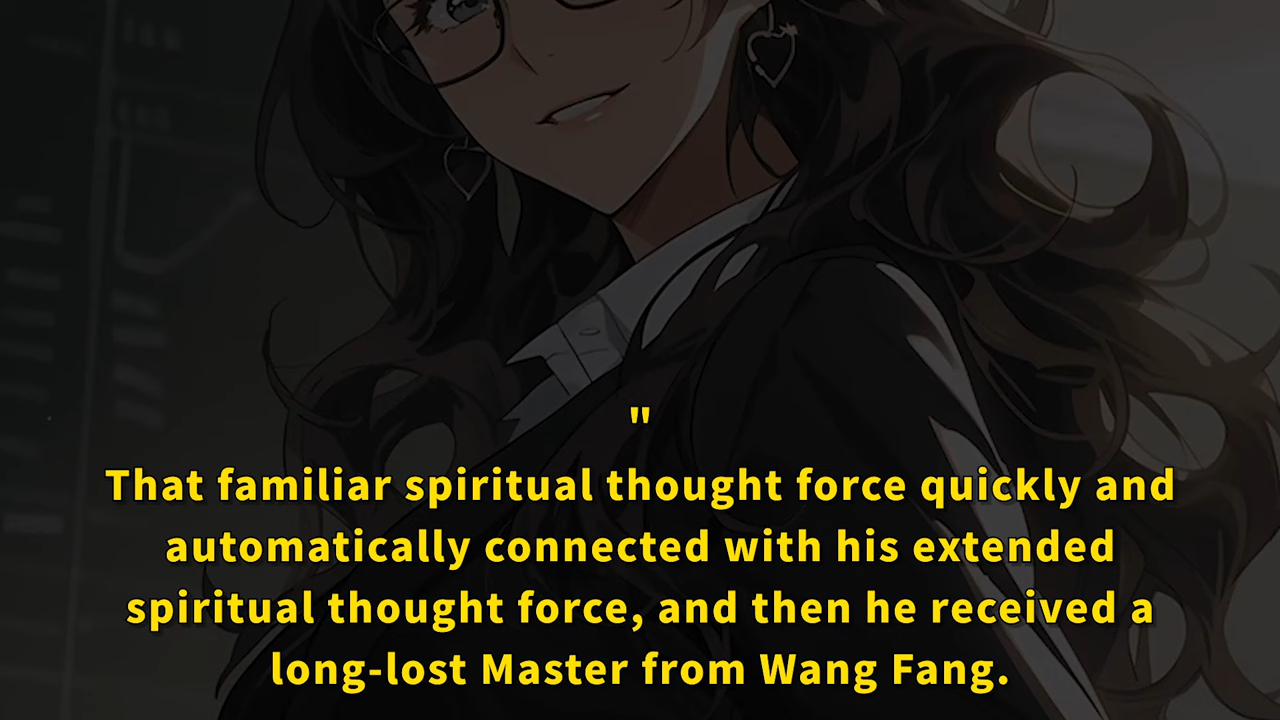 "
That familiar spiritual thought force quickly and
automatically connected with his extended
spiritual thought force, and then he received a
long-lost Master from Wang Fang.